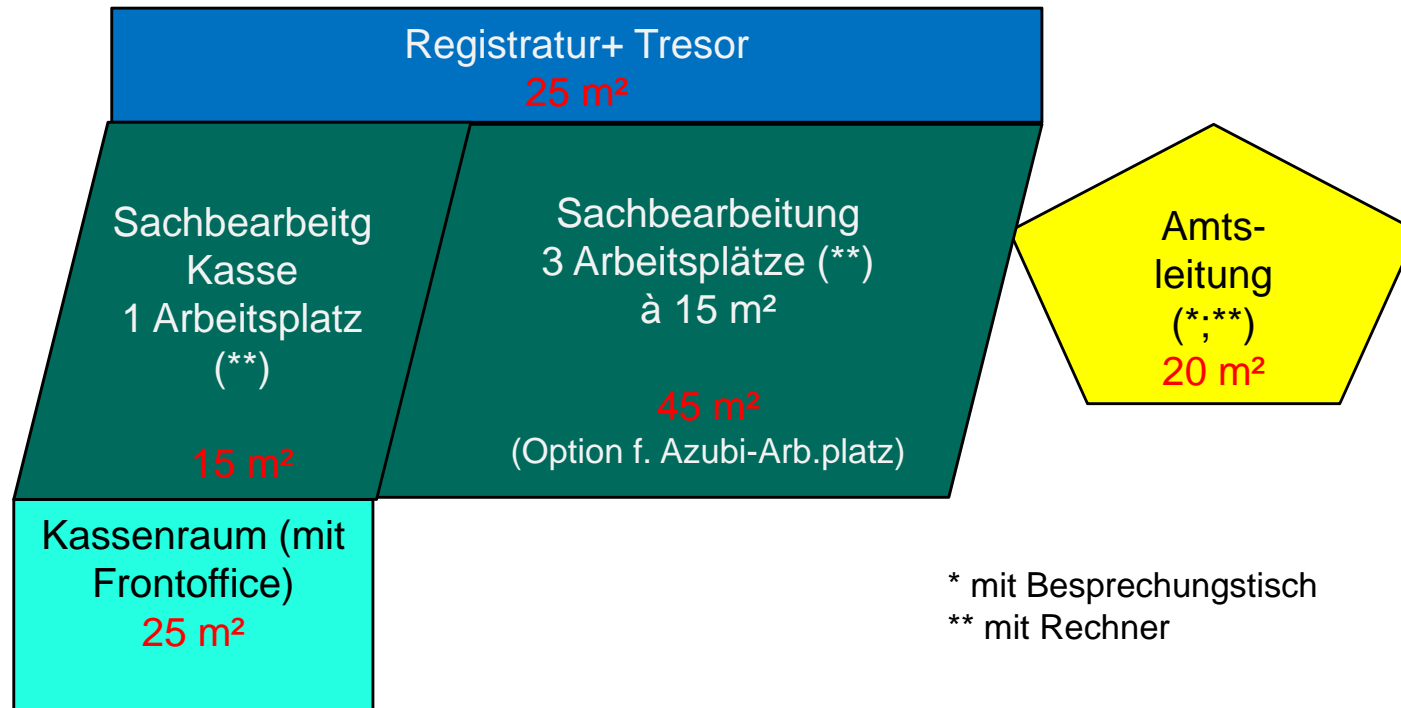 Registratur+ Tresor
25 m²
Sachbearbeitg
Kasse
1 Arbeitsplatz
(**)
15 m²
Sachbearbeitung
3 Arbeitsplätze (**)
à 15 m²
45 m²
(Option f. Azubi-Arb.platz)
Amts-
leitung
(*;**)
20 m²
Kassenraum (mit
Frontoffice)
25 m²
* mit Besprechungstisch
** mit Rechner